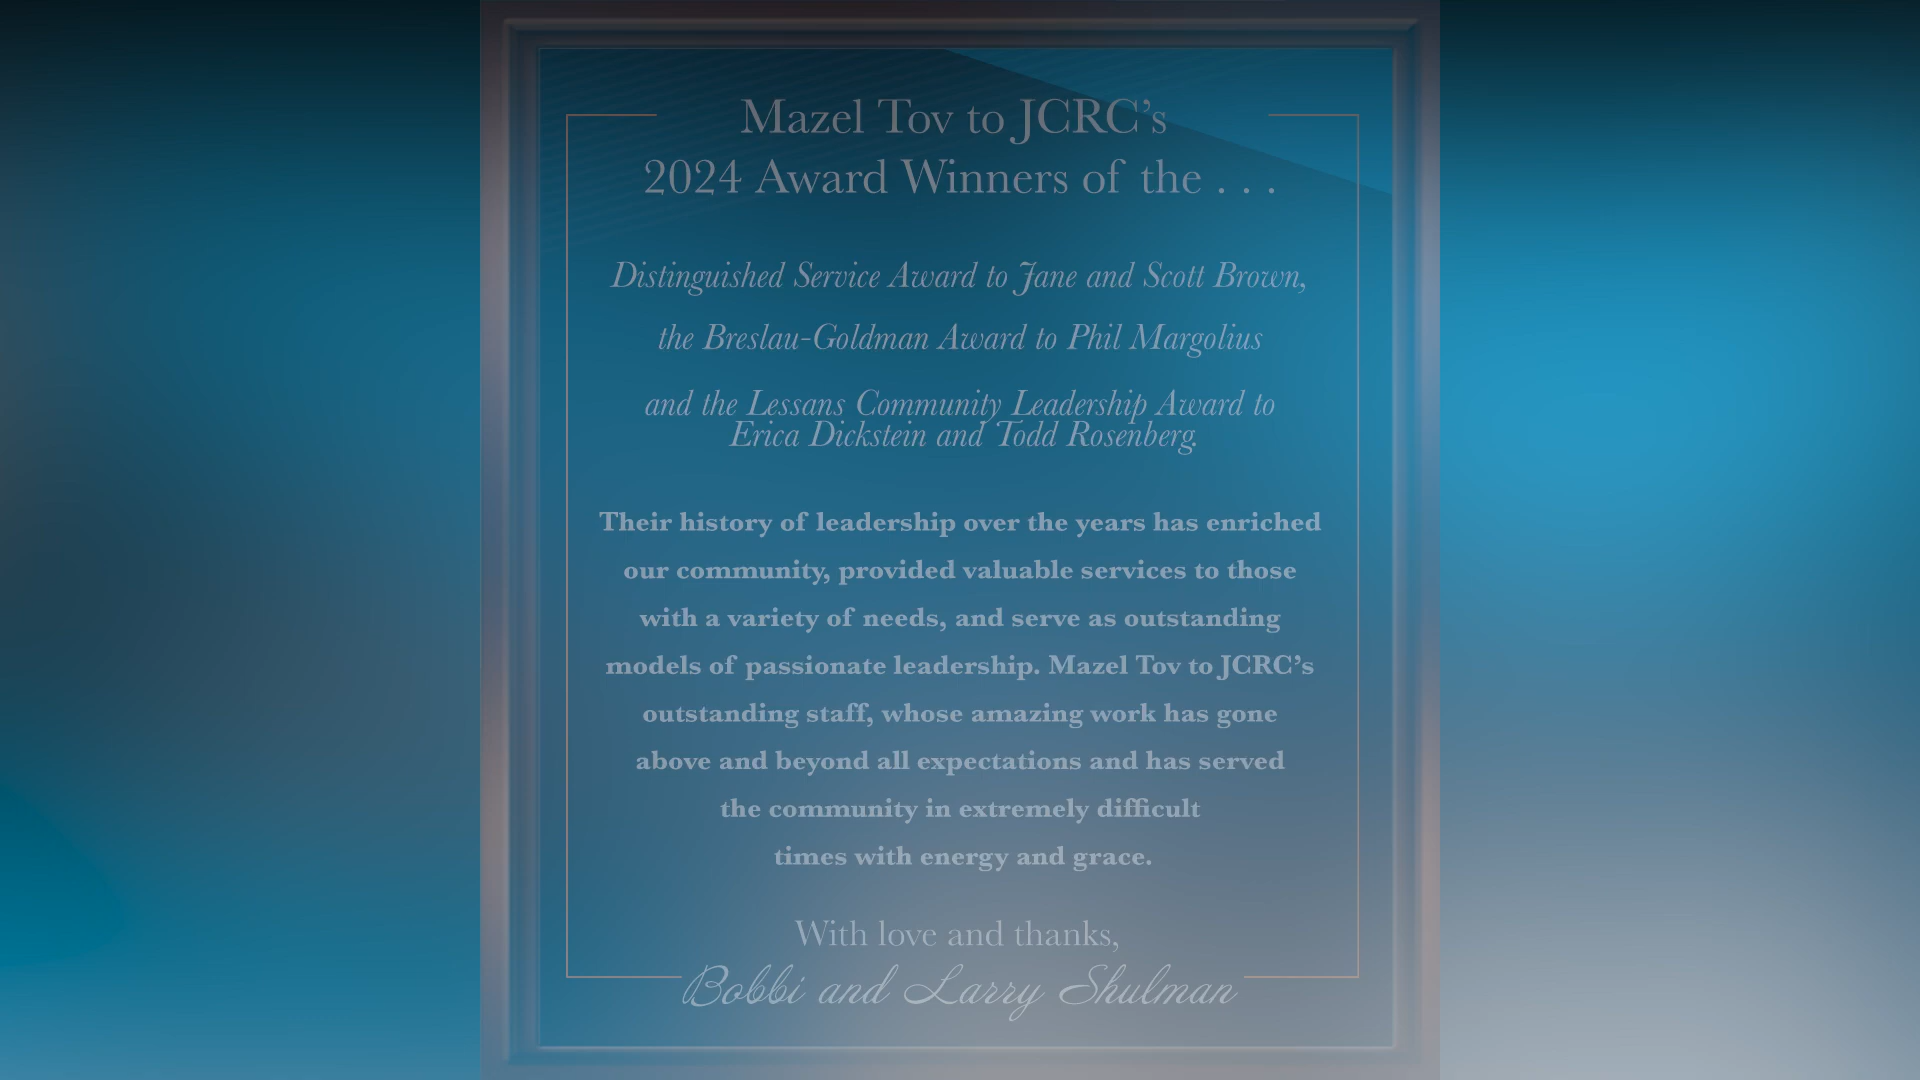 Mazel Tov to JCRC’s
2024 Award Winners of the . . .
Distinguished Service Award to Jane and Scott Brown,
the Breslau-Goldman Award to Phil Margolius
and the Lessans Community Leadership Award to
Erica Dickstein and Todd Rosenberg.
Their history of leadership over the years has enriched
our community, provided valuable services to those
with a variety of needs, and serve as outstanding
models of passionate leadership. Mazel Tov to JCRC’s
outstanding staff, whose amazing work has gone
above and beyond all expectations and has served
the community in extremely difficult
times with energy and grace.
With love and thanks,
Bobbi and Larry Shulman